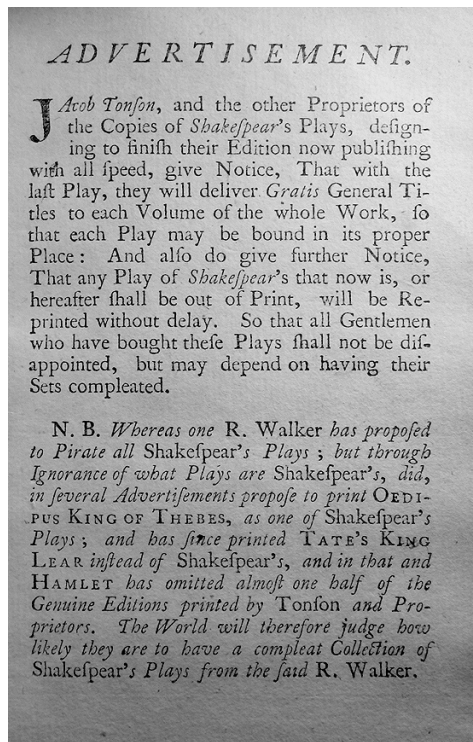 ADVERTISEMENT.
JAcob Tonſon, and the other Proprietors of
the Copies of Shakeſpear's Plays, deſign-
ing to finiſh their Edition now publiſhing
with all ſpeed, give Notice, That with the
laſt Play, they will deliver Gratis General Ti-
tles to each Volume of the whole Work, ſo
that each Play may be bound in its proper
Place : And alſo do give further Notice,
That any Play of Shakeſpear's that now is, or
hereafter ſhall be out of Print, will be Re-
printed without delay. So that all Gentlemen
who have bought theſe Plays ſhall not be diſ-
appointed, but may depend on having their
Sets compleated.
N. B. Whereas one R. Walker has propoſed
to Pirate all Shakeſpear's Plays ; but through
Ignorance of what Plays are Shakeſpear's, did,
in ſeveral Advertiſements propoſe to print OEDI-
PUS KING OF THEBES, as one of Shakeſpear's
Plays ; and has ſince printed TATE'S KING
LEAR inſtead of Shakeſpear's, and in that and
HAMLET has omitted almoſt one half of the
Genuine Editions printed by Tonſon and Pro-
prietors. The World will therefore judge how
likely they are to have a compleat Collection of
Shakeſpear's Plays from the ſaid R. Walker.